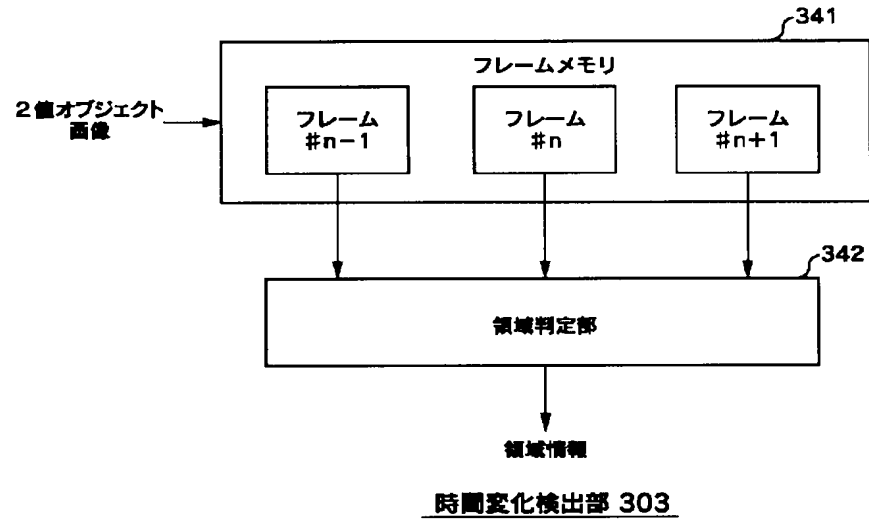 341
フレームメモリ
2値オブジェクト
画像
フレーム
#n−1
フレーム
#n
フレーム
#n+1
342
領域判定部
領域情報
時間変化検出部 303